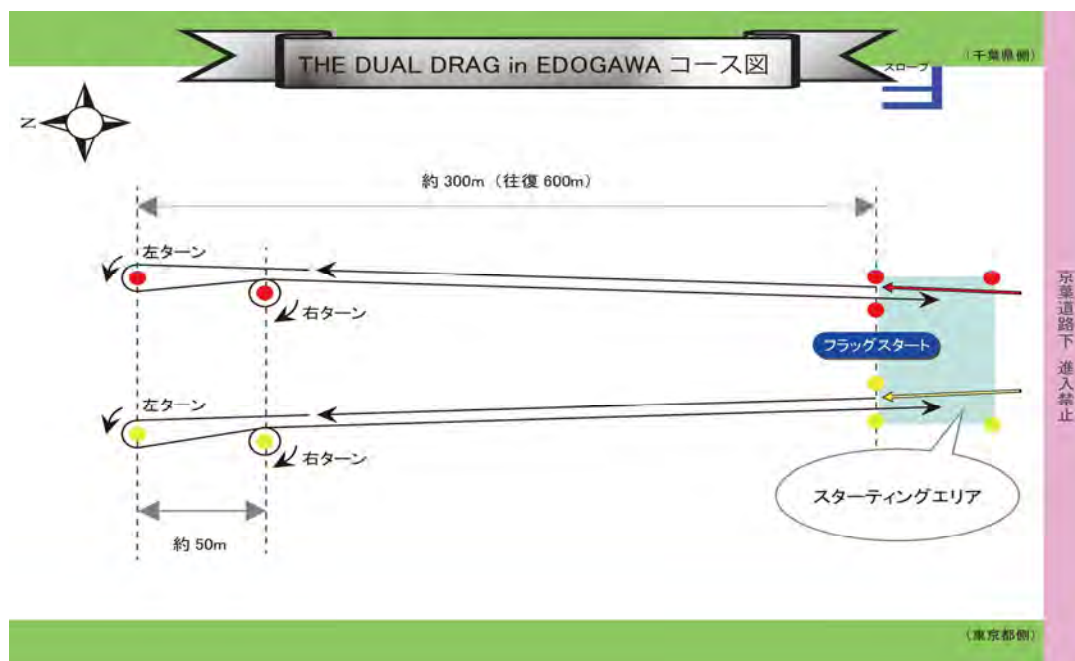 THE DUAL DRAG in EDOGAWA コース図
(千葉県側)
スロープ
N
約 300m (往復 600m)
左ターン
右ターン
フラッグスタート
京葉道路下 進入禁止
左ターン
右ターン
スターティングエリア
約 50m
(東京都側)